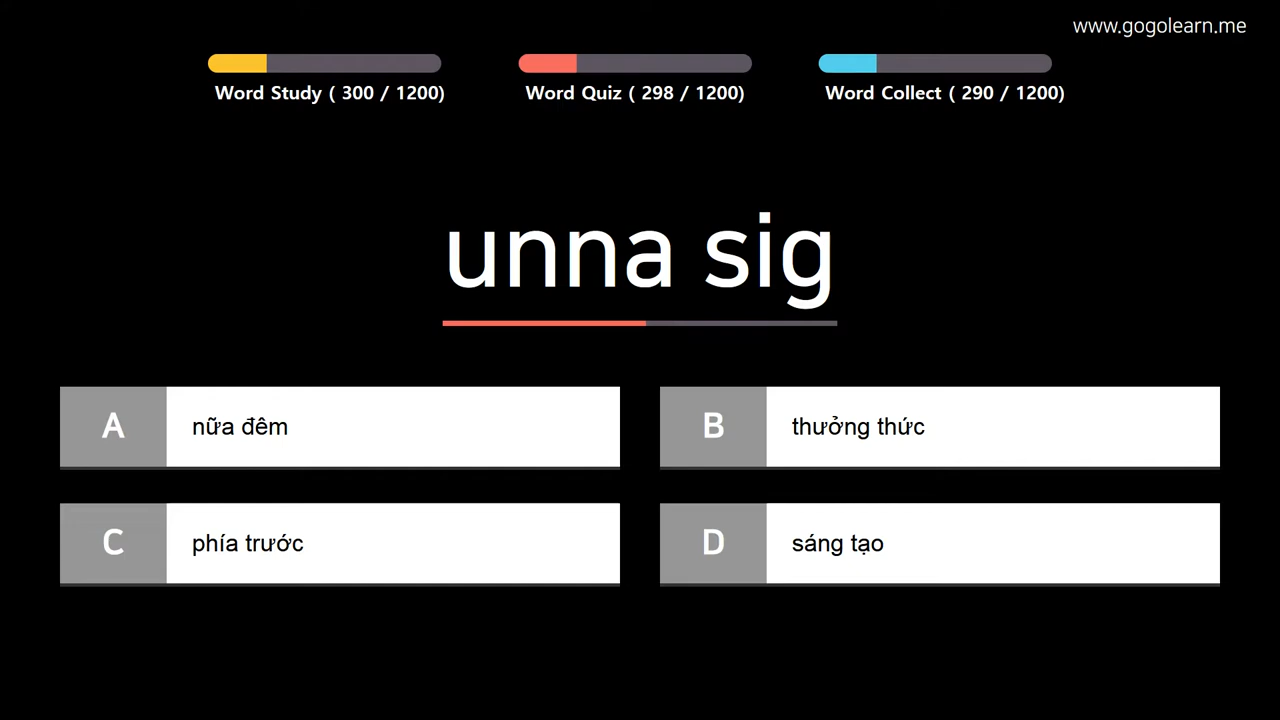 www.gogolearn.me
Word Study ( 300 / 1200)
Word Quiz ( 298 / 1200)
Word Collect ( 290 / 1200)
unna sig
A nữa đêm
B thưởng thức
C phía trước
D sáng tạo